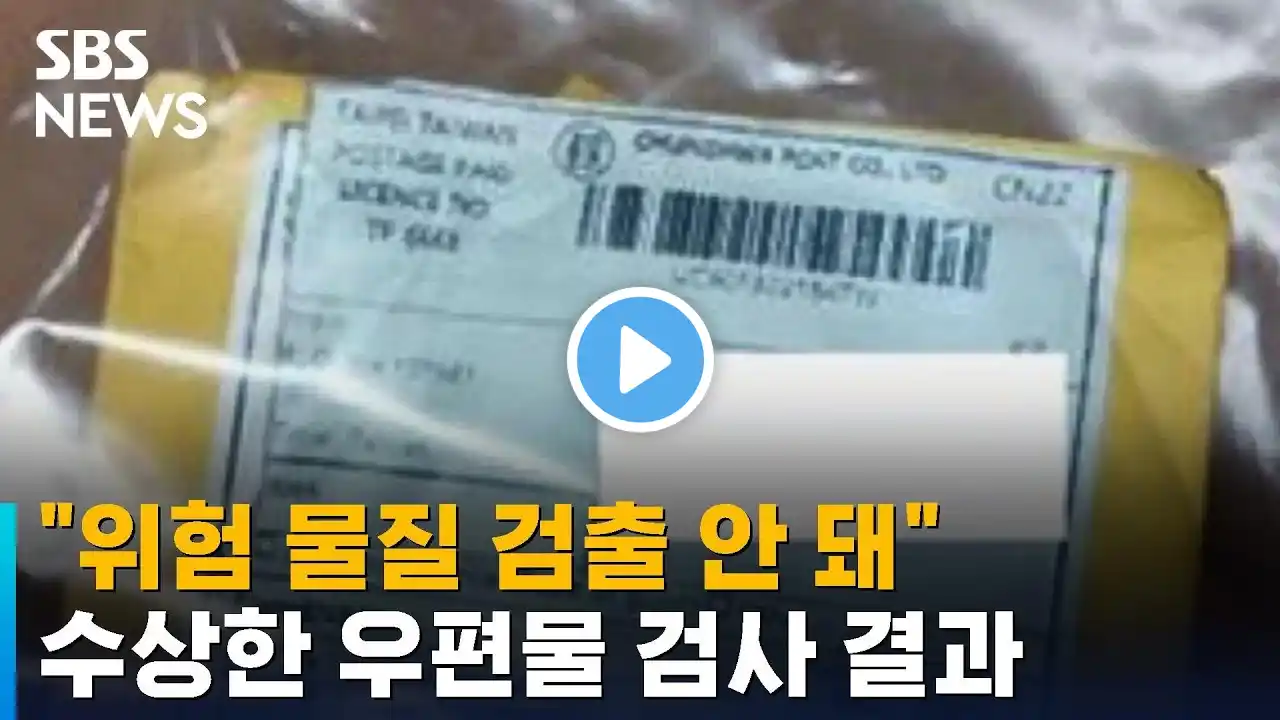 SBS
NEWS
TAIPEI TAIWAN
POSTAGE PAID
LICENCE NO
CHUNGHWA POST CO., LTD
CN22
"위험 물질 검출 안 돼"
수상한 우편물 검사 결과